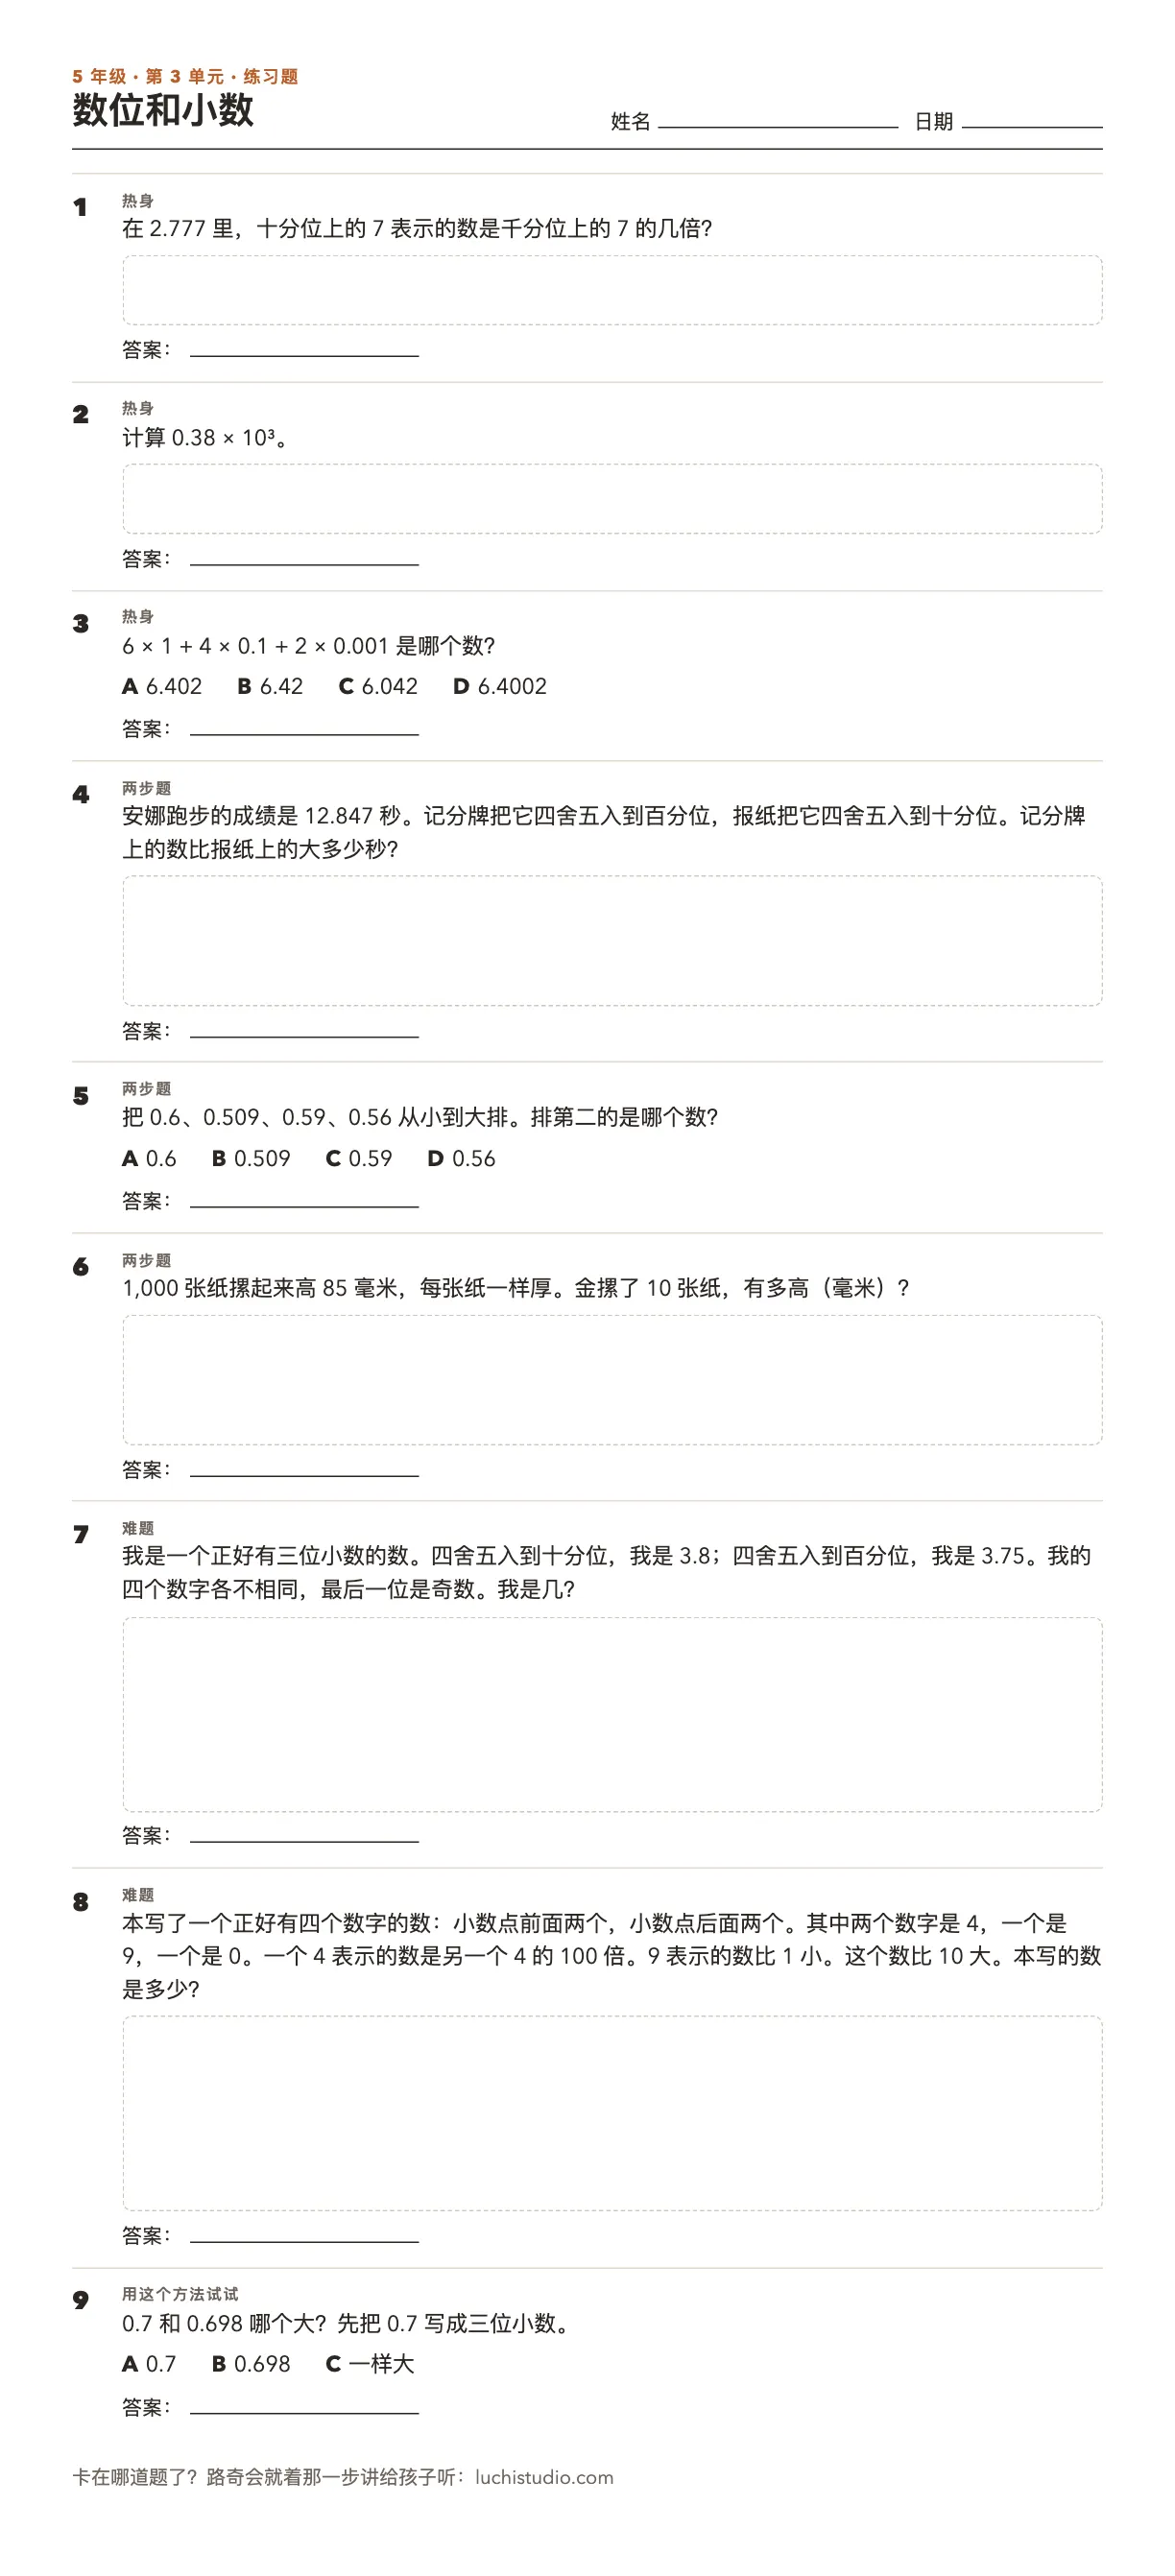 5 年级 · 第 3 单元 · 练习题
数位和小数
姓名 日期
1 热身
在 2.777 里，十分位上的 7 表示的数是千分位上的 7 的几倍？
答案：
2 热身
计算 0.38 × 10³。
答案：
3 热身
6 × 1 + 4 × 0.1 + 2 × 0.001 是哪个数？
A 6.402 B 6.42 C 6.042 D 6.4002
答案：
4 两步题
安娜跑步的成绩是 12.847 秒。记分牌把它四舍五入到百分位，报纸把它四舍五入到十分位。记分牌
上的数比报纸上的大多少秒？
答案：
5 两步题
把 0.6、0.509、0.59、0.56 从小到大排。排第二的是哪个数？
A 0.6 B 0.509 C 0.59 D 0.56
答案：
6 两步题
1,000 张纸摞起来高 85 毫米，每张纸一样厚。金摞了 10 张纸，有多高（毫米）？
答案：
7 难题
我是一个正好有三位小数的数。四舍五入到十分位，我是 3.8；四舍五入到百分位，我是 3.75。我的
四个数字各不相同，最后一位是奇数。我是几？
答案：
8 难题
本写了一个正好有四个数字的数：小数点前面两个，小数点后面两个。其中两个数字是 4，一个是
9，一个是 0。一个 4 表示的数是另一个 4 的 100 倍。9 表示的数比 1 小。这个数比 10 大。本写的数
是多少？
答案：
9 用这个方法试试
0.7 和 0.698 哪个大？先把 0.7 写成三位小数。
A 0.7 B 0.698 C 一样大
答案：
卡在哪道题了？路奇会就着那一步讲给孩子听：luchistudio.com